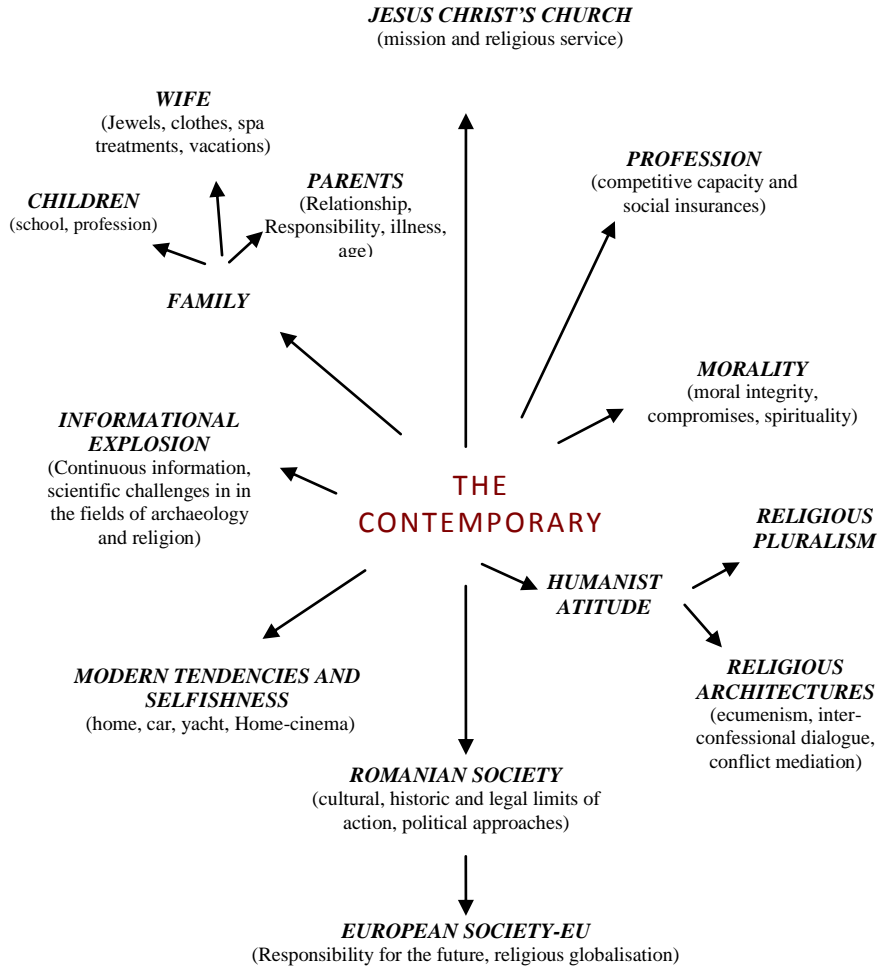 JESUS CHRIST'S CHURCH
(mission and religious service)
WIFE
(Jewels, clothes, spa
treatments, vacations)
CHILDREN
(school, profession)
PARENTS
(Relationship,
Responsibility, illness,
age)
FAMILY
PROFESSION
(competitive capacity and
social insurances)
MORALITY
(moral integrity,
compromises, spirituality)
INFORMATIONAL
EXPLOSION
(Continuous information,
scientific challenges in in
the fields of archaeology
and religion)
THE
CONTEMPORARY
RELIGIOUS
PLURALISM
HUMANIST
ATITUDE
RELIGIOUS
ARCHITECTURES
(ecumenism, inter-
confessional dialogue,
conflict mediation)
MODERN TENDENCIES AND
SELFISHNESS
(home, car, yacht, Home-cinema)
ROMANIAN SOCIETY
(cultural, historic and legal limits of
action, political approaches)
EUROPEAN SOCIETY-EU
(Responsibility for the future, religious globalisation)